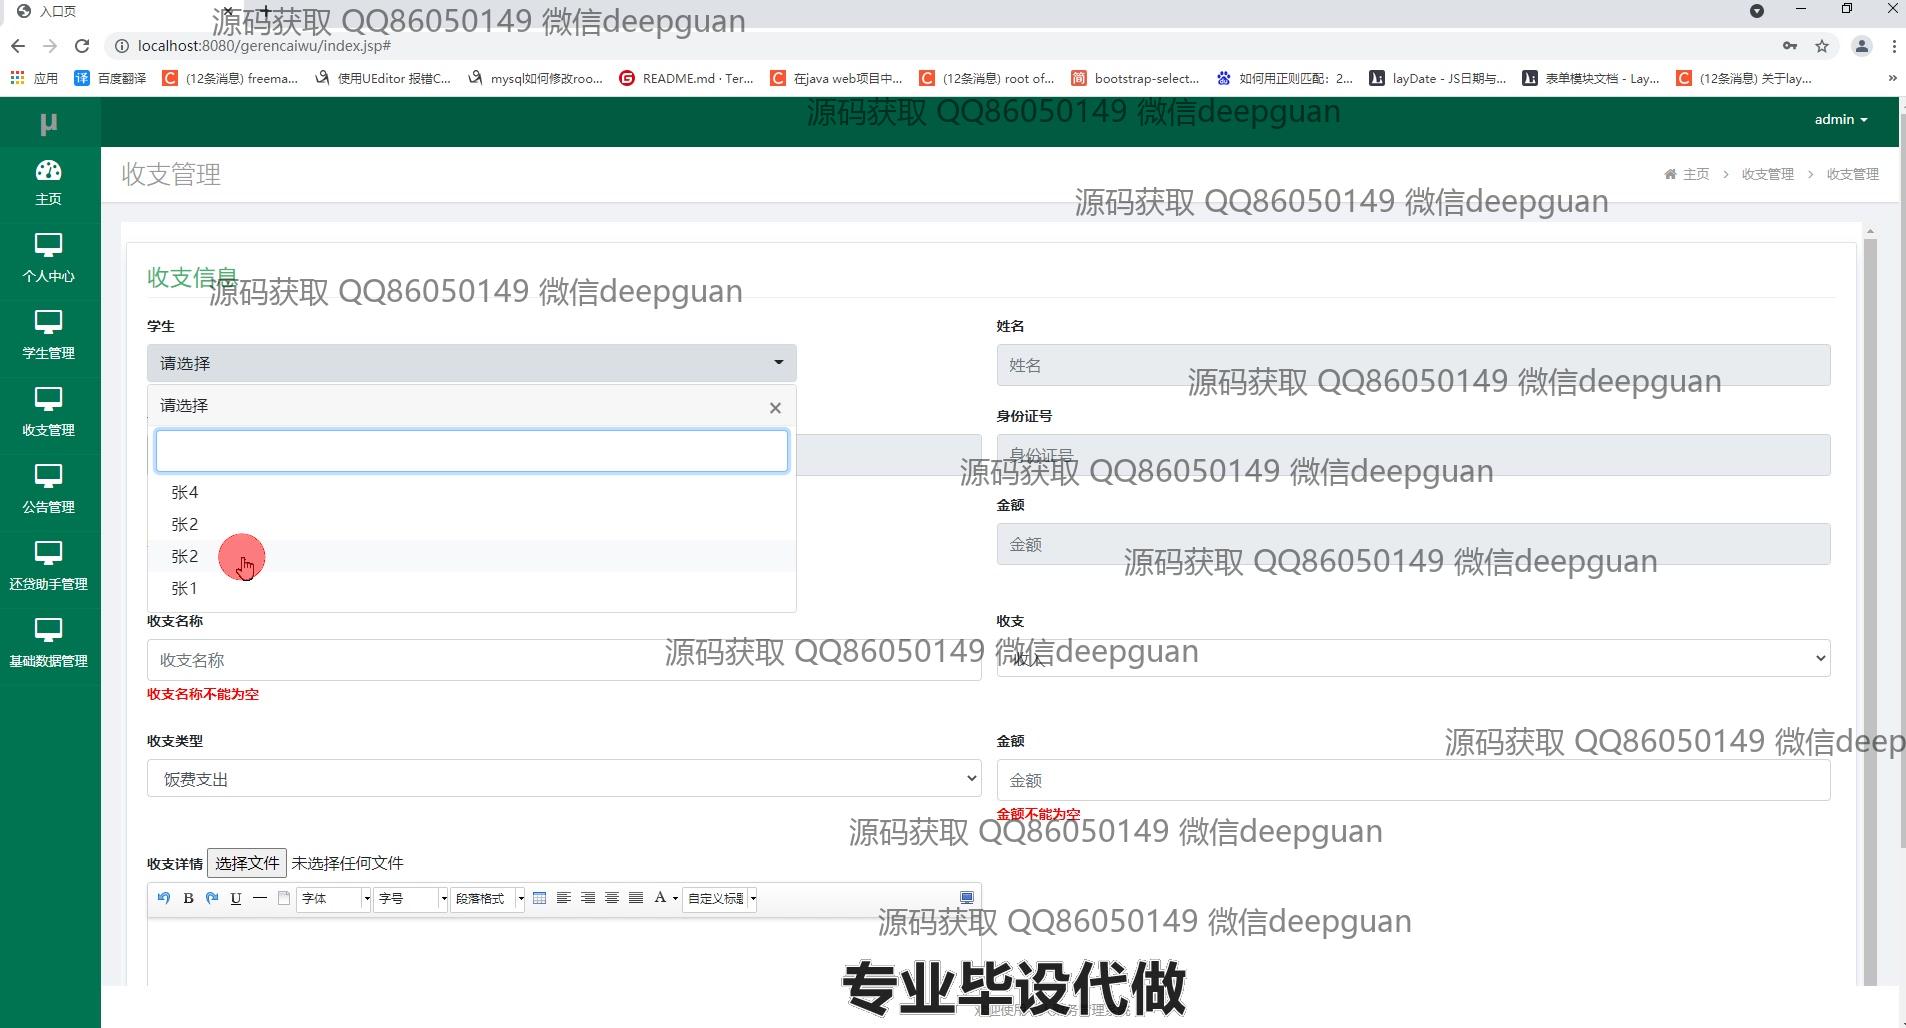 入口页
源码获取 QQ86050149 微信deepguan
localhost:8080/gerencaiwu/index.jsp#
应用 百度翻译 (12条消息) freema... 使用UEditor 报错C... mysql如何修改roo... README.md · Ter... 在java web项目中... (12条消息) root of... bootstrap-select... 如何用正则匹配：2... layDate - JS日期与... 表单模块文档 - Lay... (12条消息) 关于lay... »
μ
源码获取 QQ86050149 微信deepguan
admin
主页
收支管理
主页 > 收支管理 > 收支管理
源码获取 QQ86050149 微信deepguan
个人中心
收支信息
源码获取 QQ86050149 微信deepguan
学生管理
学生
姓名
请选择
姓名
源码获取 QQ86050149 微信deepguan
请选择 ×
收支管理
身份证号
身份证号
源码获取 QQ86050149 微信deepguan
张4
公告管理
金额
张2
张2
金额
源码获取 QQ86050149 微信deepguan
还贷助手管理
张1
收支名称
收支
基础数据管理
收支名称
源码获取 QQ86050149 微信deepguan
收入
收支名称不能为空
收支类型
金额
源码获取 QQ86050149 微信deep
饭费支出
金额
金额不能为空
源码获取 QQ86050149 微信deepguan
收支详情 选择文件 未选择任何文件
B U 字体 字号 段落格式 A 自定义标题
源码获取 QQ86050149 微信deepguan
专业毕设代做